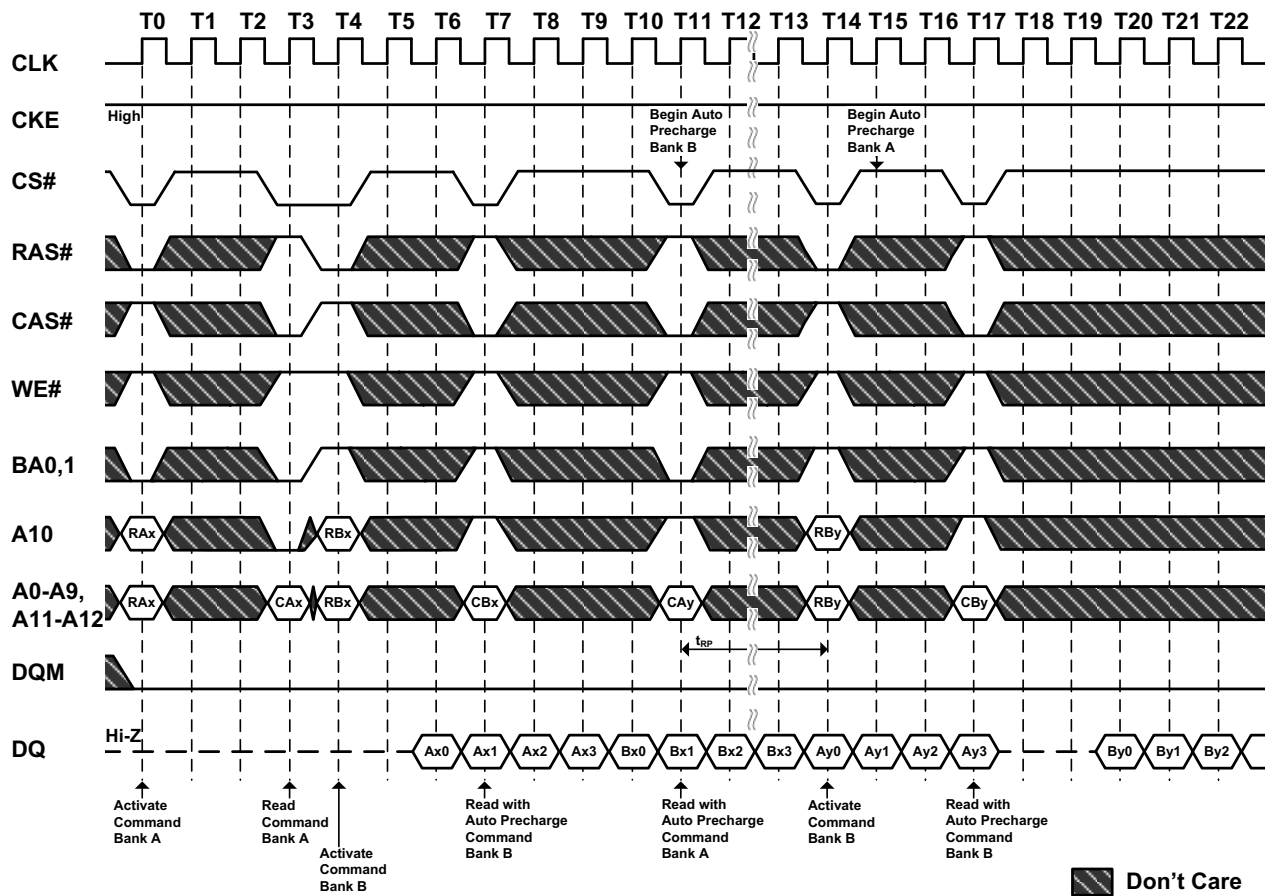 T0 T1 T2 T3 T4 T5 T6 T7 T8 T9 T10 T11 T12 T13 T14 T15 T16 T17 T18 T19 T20 T21 T22
CLK
CKE
High
Begin Auto
Precharge
Bank B
Begin Auto
Precharge
Bank A
CS#
RAS#
CAS#
WE#
BA0,1
A10
RAx RBx RBy
A0-A9,
A11-A12
RAx CAx RBx CBx CAy RBy CBy
tRP
DQM
DQ
Hi-Z
Ax0 Ax1 Ax2 Ax3 Bx0 Bx1 Bx2 Bx3 Ay0 Ay1 Ay2 Ay3 By0 By1 By2
Activate
Command
Bank A
Read
Command
Bank A
Activate
Command
Bank B
Read with
Auto Precharge
Command
Bank B
Read with
Auto Precharge
Command
Bank A
Activate
Command
Bank B
Read with
Auto Precharge
Command
Bank B
Don't Care